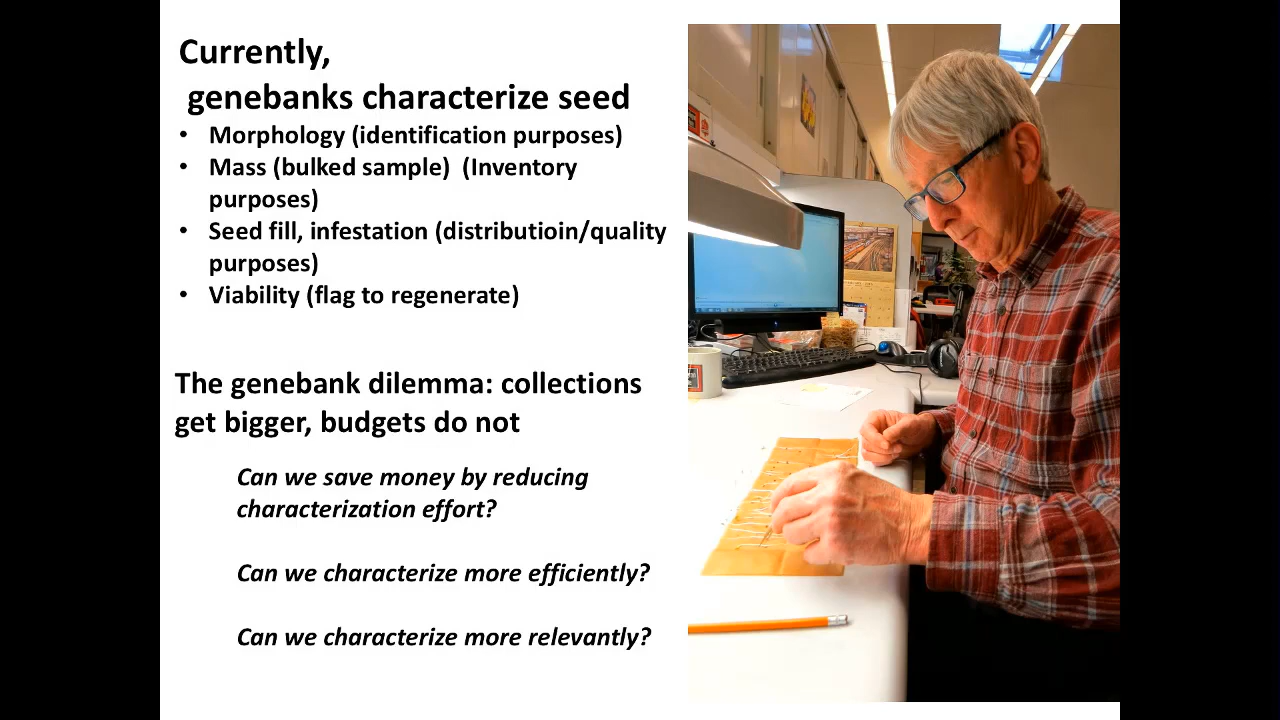 Currently,
genebanks characterize seed
• Morphology (identification purposes)
• Mass (bulked sample) (Inventory
purposes)
• Seed fill, infestation (distributioin/quality
purposes)
• Viability (flag to regenerate)
The genebank dilemma: collections
get bigger, budgets do not
Can we save money by reducing
characterization effort?
Can we characterize more efficiently?
Can we characterize more relevantly?